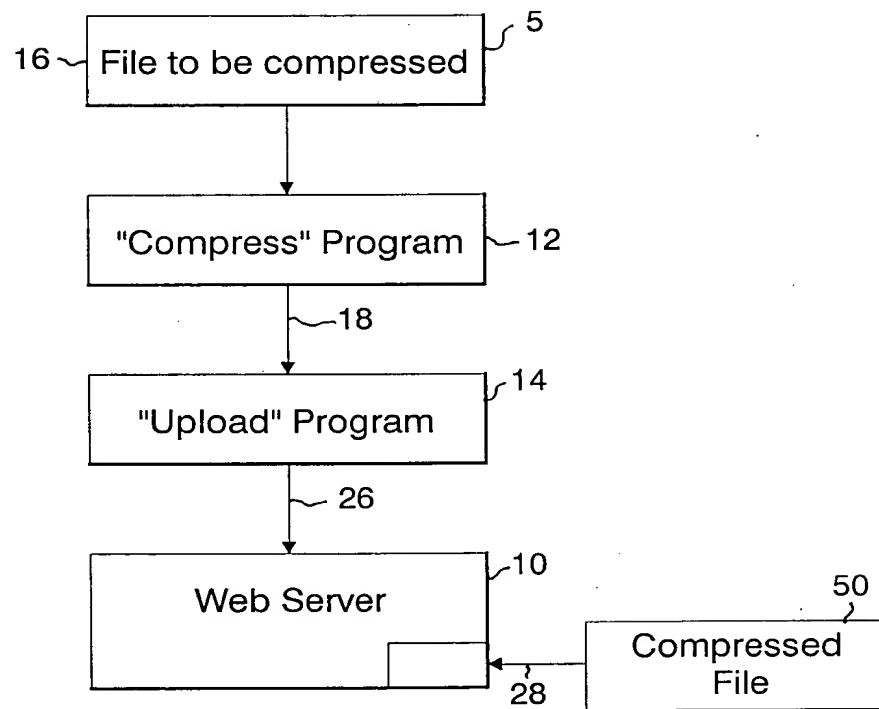 5
16
File to be compressed
"Compress" Program
12
18
14
"Upload" Program
26
10
Web Server
50
Compressed
File
28